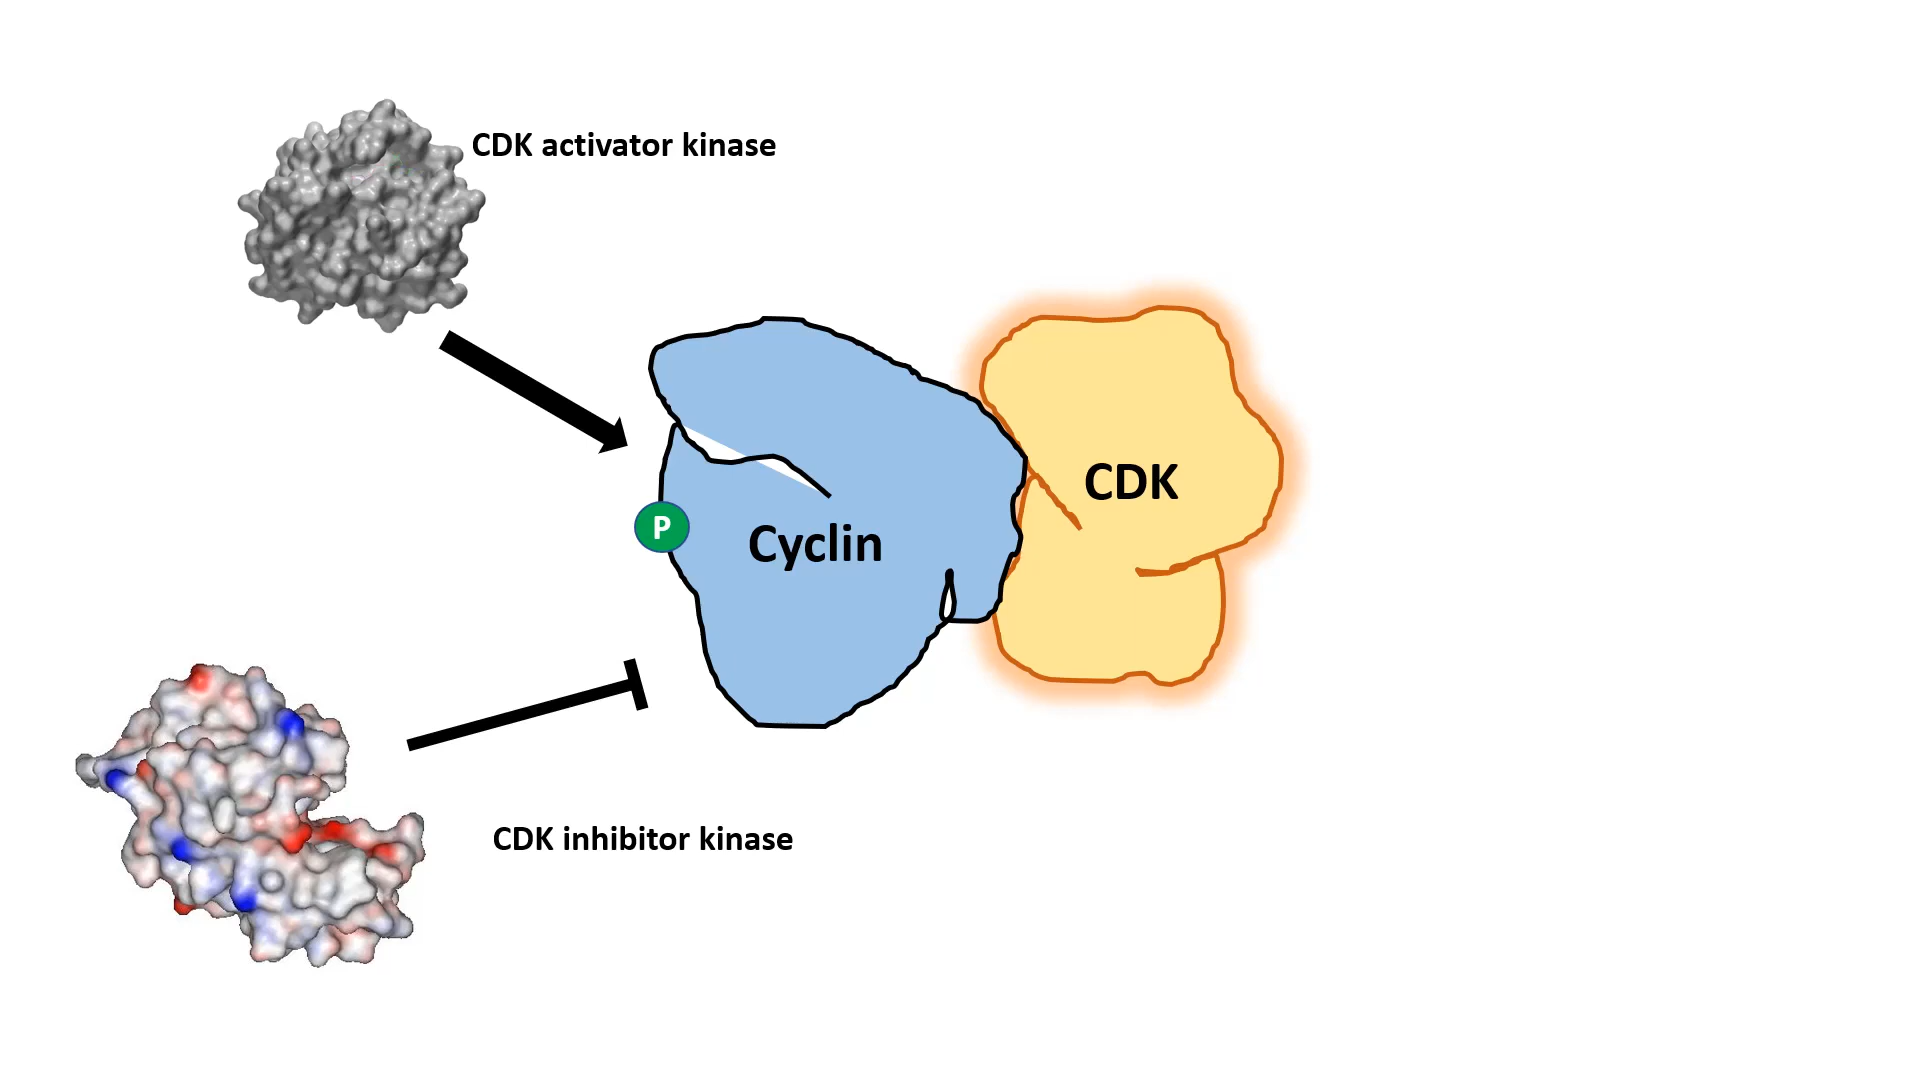 CDK activator kinase
CDK
P
Cyclin
CDK inhibitor kinase